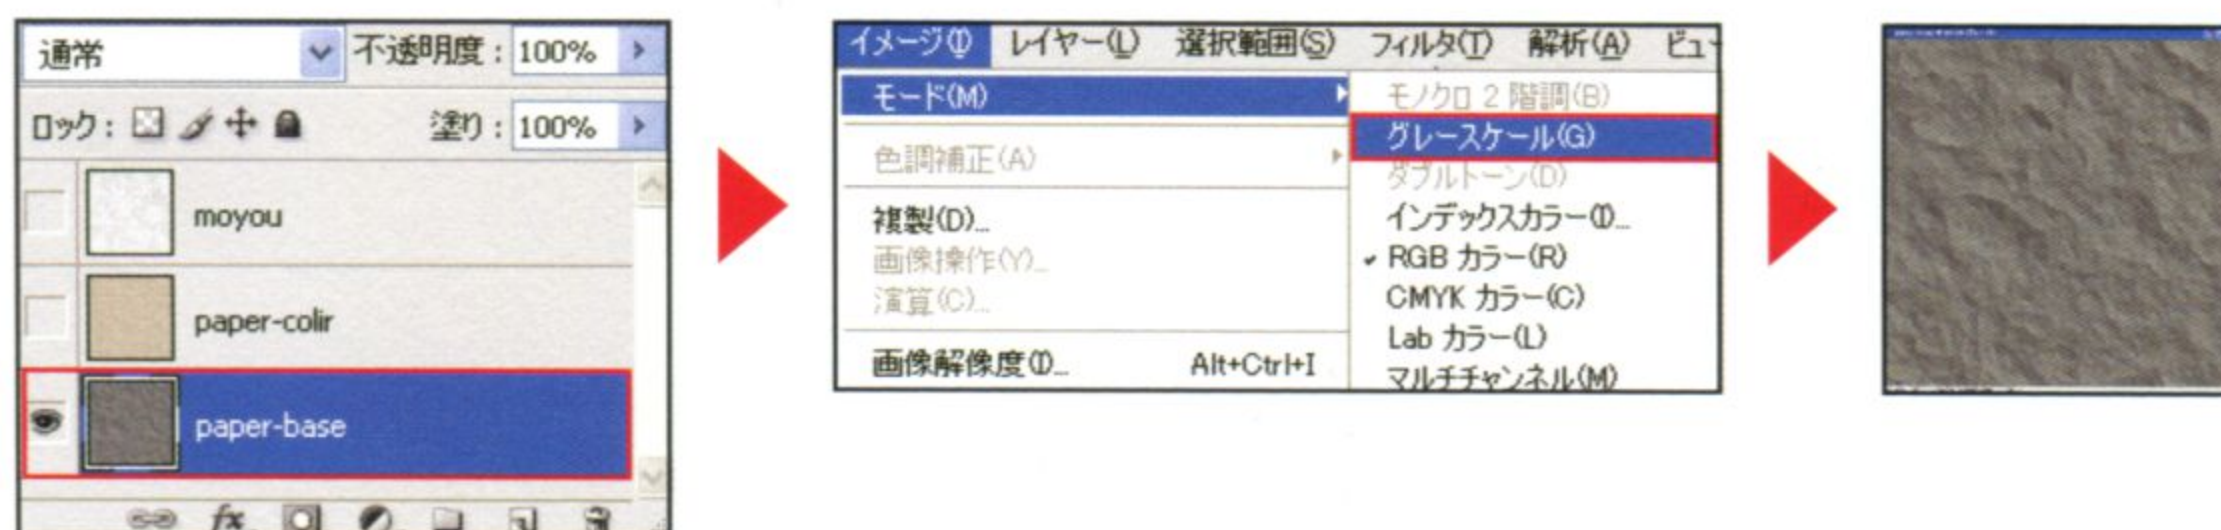 通常 不透明度 : 100%
ロック : 塗り : 100%
moyou
paper-colir
paper-base
fx
イメージ(I) レイヤー(L) 選択範囲(S) フィルタ(T) 解析(A) ビュー
モード(M)
色調補正(A)
複製(D)...
画像操作(Y)...
演算(C)...
画像解像度(I)... Alt+Ctrl+I
モノクロ 2 階調(B)
グレースケール(G)
ダブルトーン(D)
インデックスカラー(I)...
RGB カラー(R)
CMYK カラー(C)
Lab カラー(L)
マルチチャンネル(M)